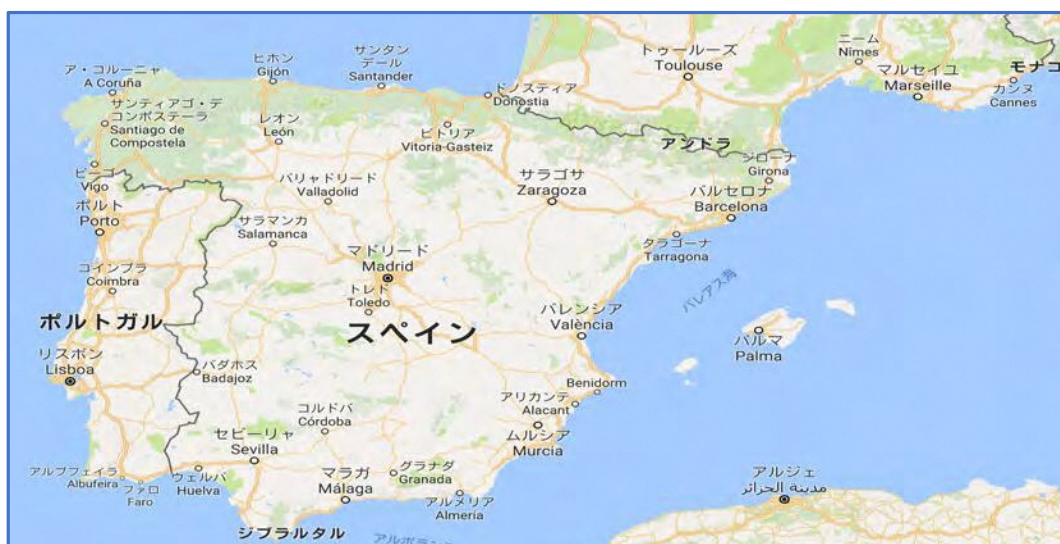 ニーム
Nîmes
トゥールーズ
Toulouse
モナコ
マルセイユ
Marseille
カンヌ
Cannes
ヒホン
Gijón
サンタン
デール
Santander
ア・コルーニャ
A Coruña
ドノスティア
Donostia
サンティアゴ・デ
コンポステーラ
Santiago de
Compostela
レオン
León
ビトリア
Vitoria-Gasteiz
アンドラ
ジローナ
Girona
ビーゴ
Vigo
バリャドリード
Valladolid
サラゴサ
Zaragoza
バルセロナ
Barcelona
ポルト
Porto
サラマンカ
Salamanca
タラゴーナ
Tarragona
マドリード
Madrid
コインブラ
Coimbra
トレド
Toledo
バレアス海
バレンシア
València
ポルトガル
スペイン
パルマ
Palma
リスボン
Lisboa
バダホス
Badajoz
Benidorm
アリカンテ
Alacant
コルドバ
Córdoba
セビーリャ
Sevilla
ムルシア
Murcia
アルブフェイラ
Albufeira
ファロ
Faro
ウェルバ
Huelva
マラガ
Málaga
グラナダ
Granada
アルメリア
Almería
アルジェ
مدينة الجزائر
ジブラルタル
アルボラン